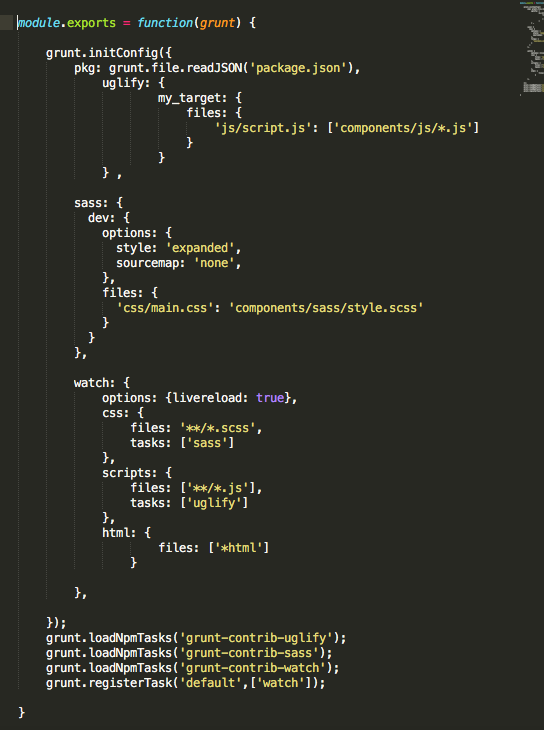 module.exports = function(grunt) {
grunt.initConfig({
pkg: grunt.file.readJSON('package.json'),
uglify: {
my_target: {
files: {
'js/script.js': ['components/js/*.js']
}
}
} ,
sass: {
dev: {
options: {
style: 'expanded',
sourcemap: 'none',
},
files: {
'css/main.css': 'components/sass/style.scss'
}
}
},
watch: {
options: {livereload: true},
css: {
files: '**/*.scss',
tasks: ['sass']
},
scripts: {
files: ['**/*.js'],
tasks: ['uglify']
},
html: {
files: ['*html']
}
},
});
grunt.loadNpmTasks('grunt-contrib-uglify');
grunt.loadNpmTasks('grunt-contrib-sass');
grunt.loadNpmTasks('grunt-contrib-watch');
grunt.registerTask('default',['watch']);
}